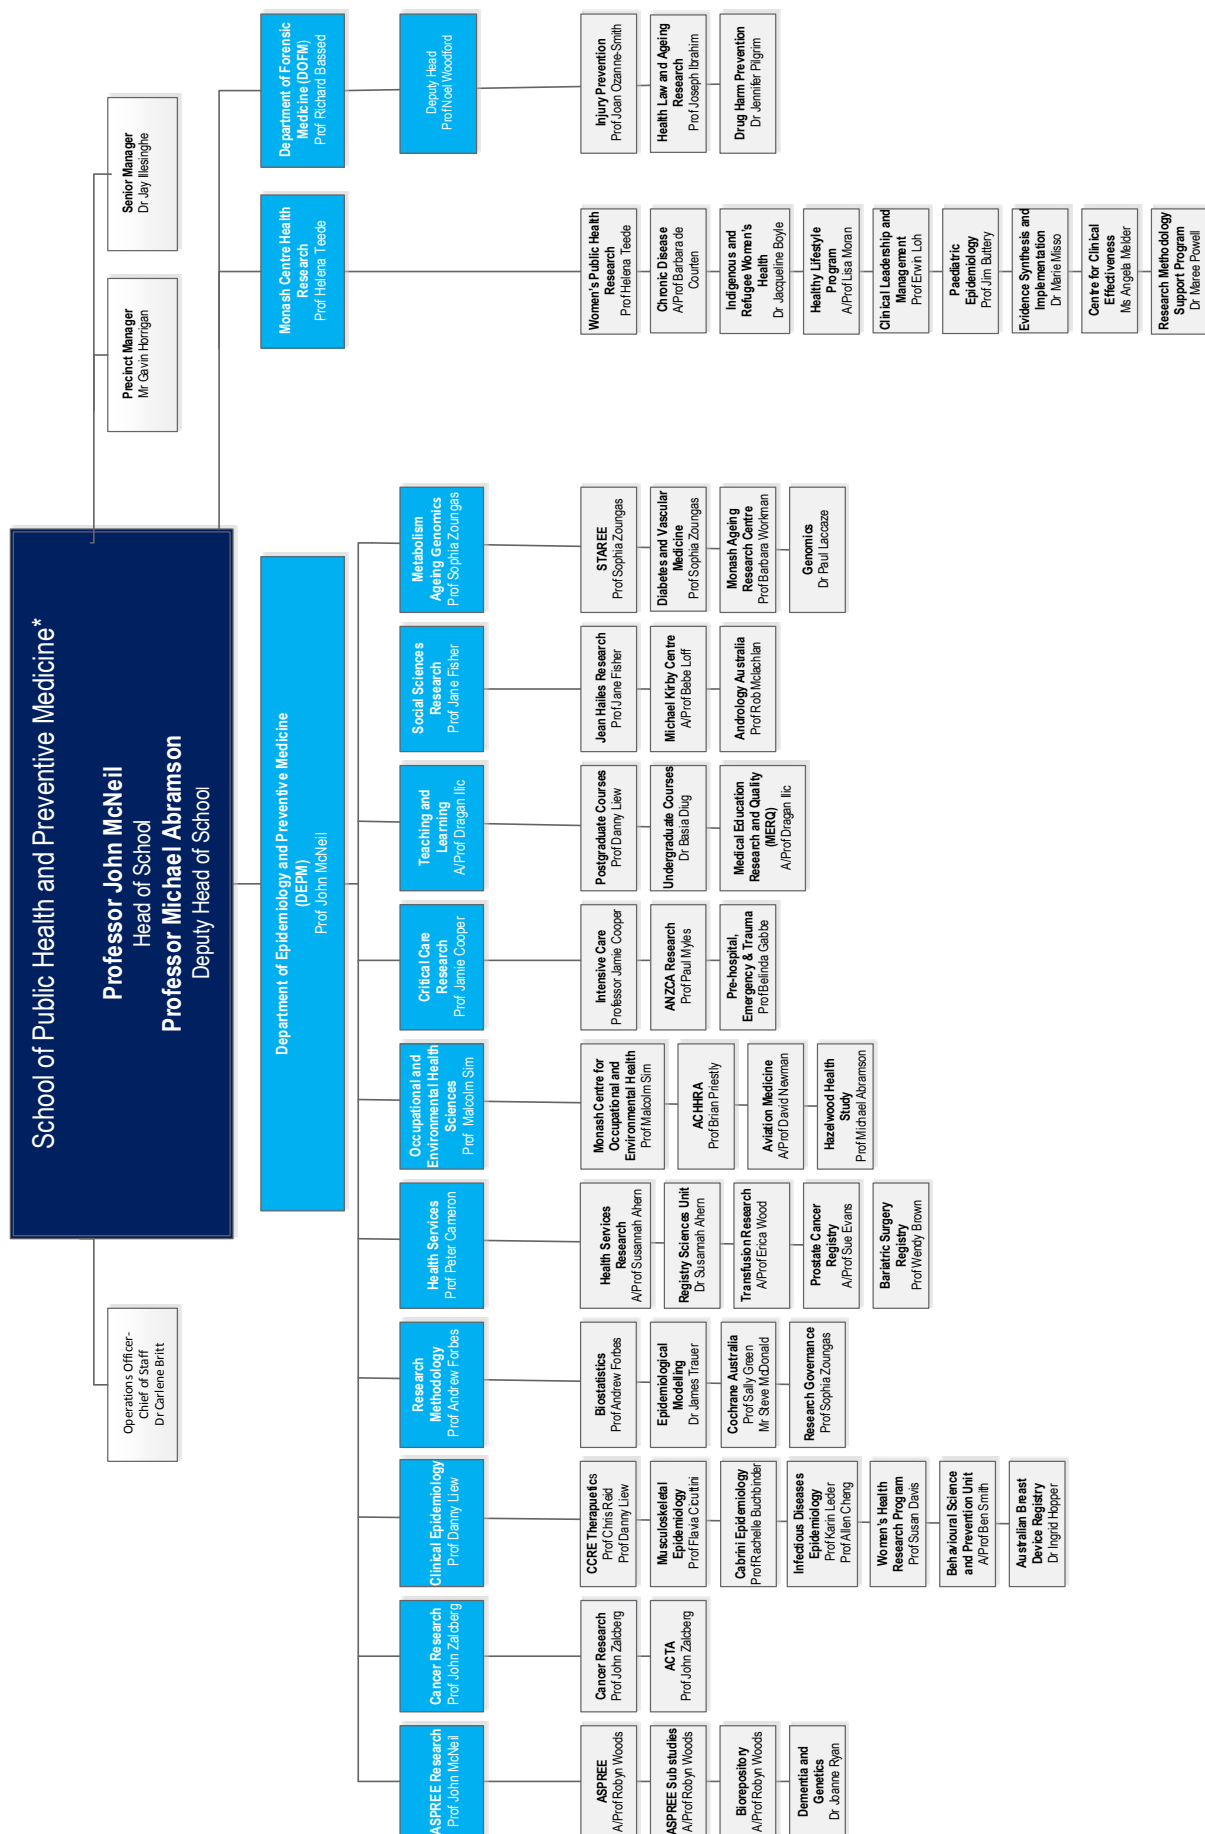 School of Public Health and Preventive Medicine*
Professor John McNeil
Head of School
Professor Michael Abramson
Deputy Head of School
Operations Officer-
Chief of Staff
Dr Carlene Britt
Precinct Manager
Mr Gavin Horrigan
Senior Manager
Dr Jay Illesinghe
Department of Epidemiology and Preventive Medicine
(DEPM)
Prof John McNeil
Monash Centre Health
Research
Prof Helena Teede
Department of Forensic
Medicine (DOFM)
Prof Richard Bassed
Deputy Head
Prof Noel Woodford
ASPREE Research
Prof John McNeil
ASPREE
A/Prof Robyn Woods
ASPREE Sub studies
A/Prof Robyn Woods
Biorepository
A/Prof Robyn Woods
Dementia and
Genetics
Dr Joanne Ryan
Cancer Research
Prof John Zalcberg
Cancer Research
Prof John Zalcberg
ACTA
Prof John Zalcberg
Clinical Epidemiology
Prof Danny Liew
CCRE Therapuetics
Prof Chris Reid
Prof Danny Liew
Musculoskeletal
Epidemiology
Prof Flavia Cicuttini
Cabrini Epidemiology
Prof Rachelle Buchbinder
Infectious Diseases
Epidemiology
Prof Karin Leder
Prof Allen Cheng
Women's Health
Research Program
Prof Susan Davis
Behavioural Science
and Prevention Unit
A/Prof Ben Smith
Australian Breast
Device Registry
Dr Ingrid Hopper
Research
Methodology
Prof Andrew Forbes
Biostatistics
Prof Andrew Forbes
Epidemiological
Modelling
Dr James Trauer
Cochrane Australia
Prof Sally Green
Mr Steve McDonald
Research Governance
Prof Sophia Zoungas
Health Services
Prof Peter Cameron
Health Services
Research
A/Prof Susannah Ahern
Registry Sciences Unit
Dr Susannah Ahern
Transfusion Research
A/Prof Erica Wood
Prostate Cancer
Registry
A/Prof Sue Evans
Bariatric Surgery
Registry
Prof Wendy Brown
Occupational and
Environmental Health
Sciences
Prof Malcolm Sim
Monash Centre for
Occupational and
Environmental Health
Prof Malcolm Sim
ACHHRA
Prof Brian Priestly
Aviation Medicine
A/Prof David Newman
Hazelwood Health
Study
Prof Michael Abramson
Critical Care
Research
Prof Jamie Cooper
Intensive Care
Professor Jamie Cooper
ANZCA Research
Prof Paul Myles
Pre-hospital,
Emergency & Trauma
Prof Belinda Gabbe
Teaching and
Learning
A/Prof Dragan Ilic
Postgraduate Courses
Prof Danny Liew
Undergraduate Courses
Dr Basia Diug
Medical Education
Research and Quality
(MERQ)
A/Prof Dragan Ilic
Social Sciences
Research
Prof Jane Fisher
Jean Hailes Research
Prof Jane Fisher
Michael Kirby Centre
A/Prof Bebe Loff
Andrology Australia
Prof Rob Mclachlan
Metabolism
Ageing Genomics
Prof Sophia Zoungas
STAREE
Prof Sophia Zoungas
Diabetes and Vascular
Medicine
Prof Sophia Zoungas
Monash Ageing
Research Centre
Prof Barbara Workman
Genomics
Dr Paul Laccaze
Women's Public Health
Research
Prof Helena Teede
Chronic Disease
A/Prof Barbara de
Courten
Indigenous and
Refugee Women's
Health
Dr Jacqueline Boyle
Healthy Lifestyle
Program
A/Prof Lisa Moran
Clinical Leadership and
Management
Prof Erwin Loh
Paediatric
Epidemiology
Prof Jim Buttery
Evidence Synthesis and
Implementation
Dr Marie Misso
Centre for Clinical
Effectiveness
Ms Angela Melder
Research Methodology
Support Program
Dr Maree Powell
Injury Prevention
Prof Joan Ozanne-Smith
Health Law and Ageing
Research
Prof Joseph Ibrahim
Drug Harm Prevention
Dr Jennifer Pilgrim